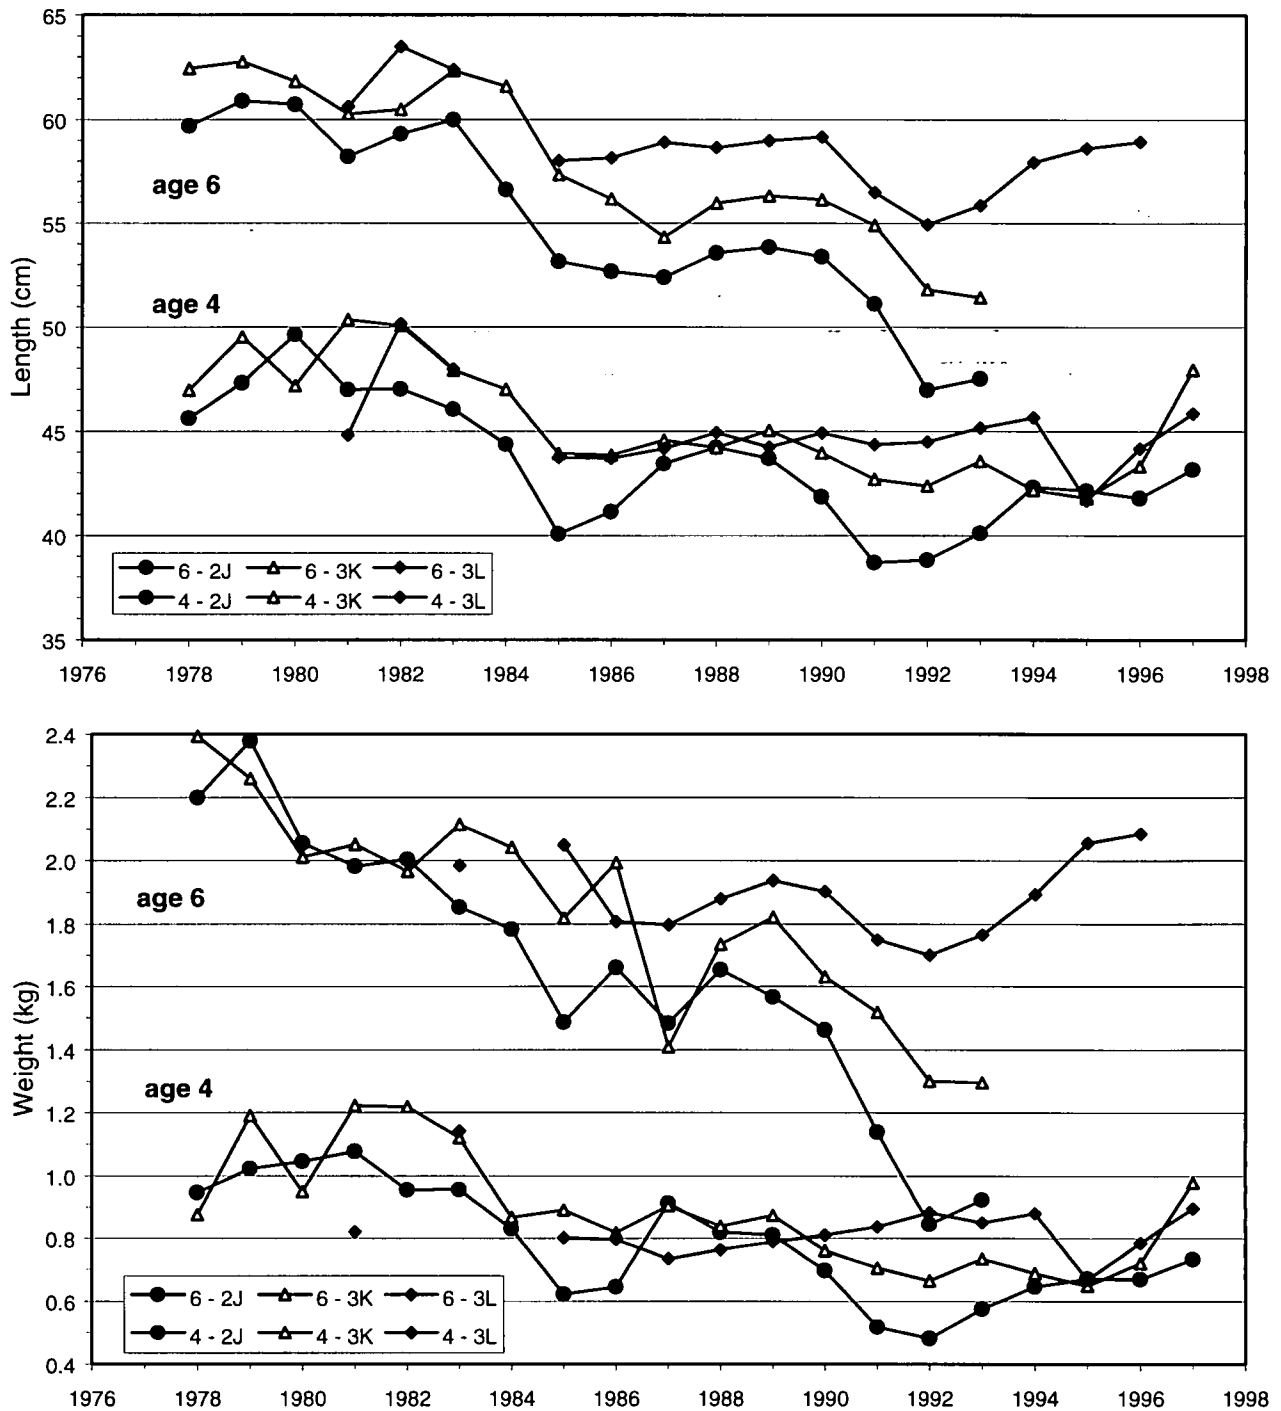 65
60
55
50
45
40
35
Length (cm)
age 6
age 4
6 - 2J 6 - 3K 6 - 3L
4 - 2J 4 - 3K 4 - 3L
1976 1978 1980 1982 1984 1986 1988 1990 1992 1994 1996 1998
2.4
2.2
2.0
1.8
1.6
1.4
1.2
1.0
0.8
0.6
0.4
Weight (kg)
age 6
age 4
6 - 2J 6 - 3K 6 - 3L
4 - 2J 4 - 3K 4 - 3L
1976 1978 1980 1982 1984 1986 1988 1990 1992 1994 1996 1998